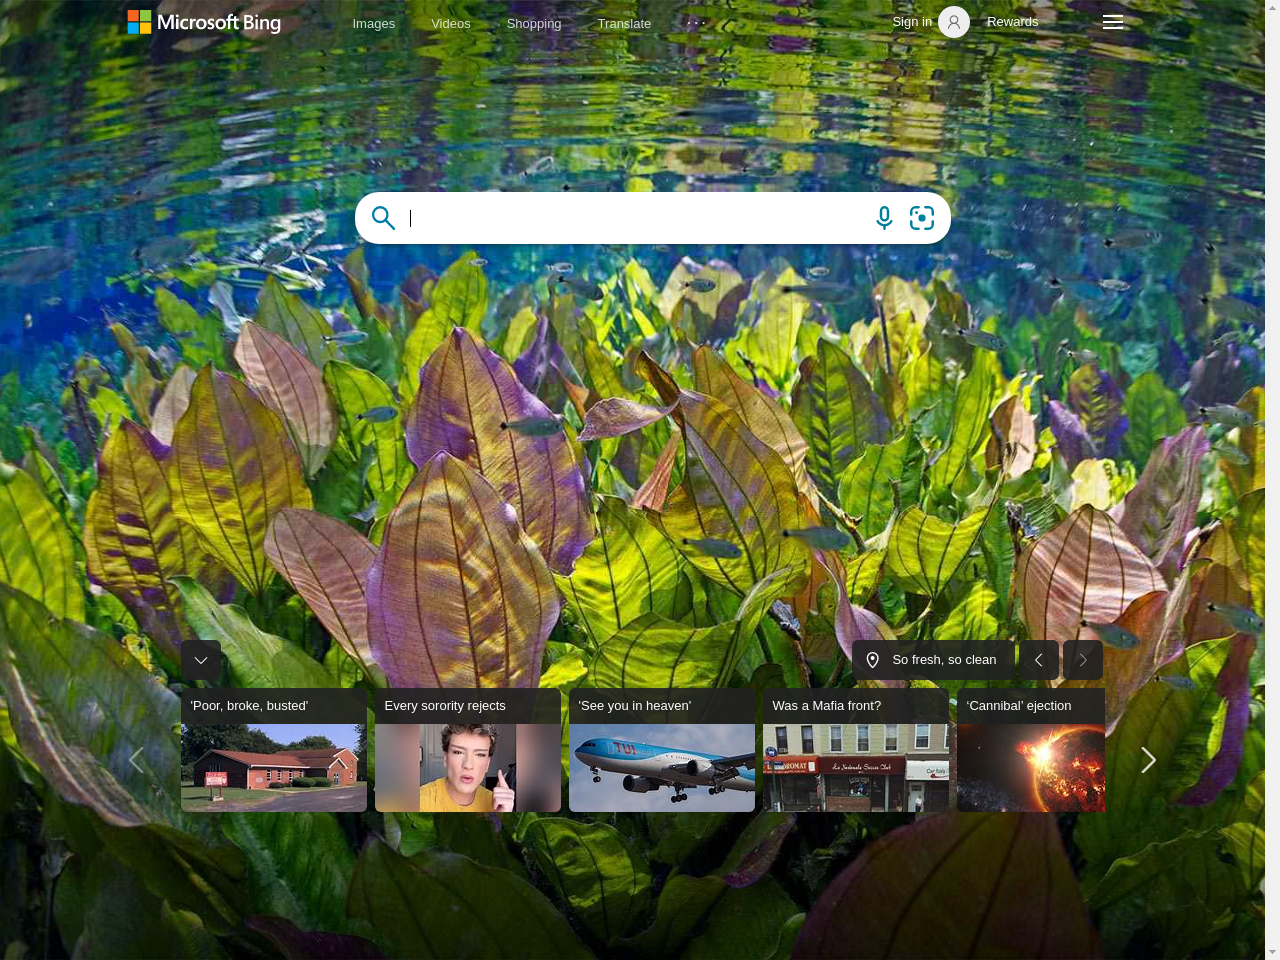 Microsoft Bing
Images
Videos
Shopping
Translate
Sign in
Rewards
So fresh, so clean
'Poor, broke, busted'
Every sorority rejects
'See you in heaven'
Was a Mafia front?
'Cannibal' ejection
TUI